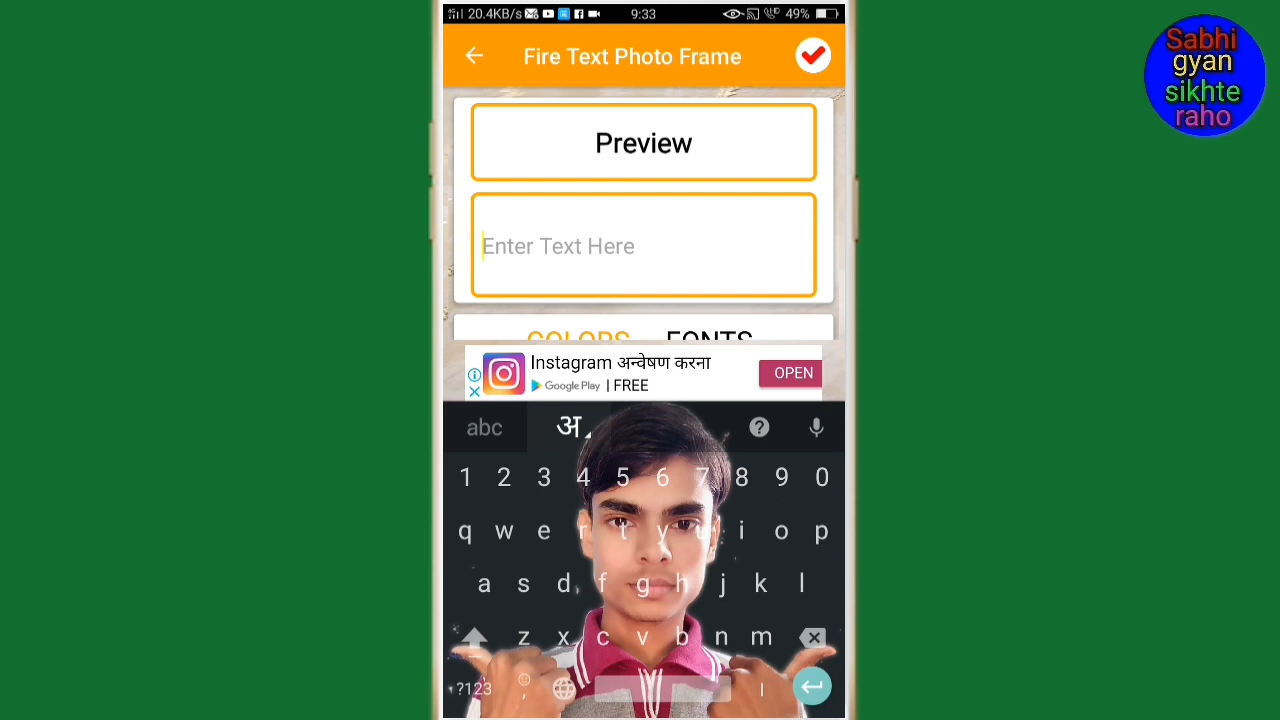 20.4KB/s 9:33 49%
Sabhi
gyan
sikhte
raho
Fire Text Photo Frame
Preview
Enter Text Here
COLORS FONTS
Instagram अन्वेषण करना
Google Play | FREE
OPEN
abc अ
1 2 3 4 5 6 7 8 9 0
q w e r t y u i o p
a s d f g h j k l
z x c v b n m
?123 , |